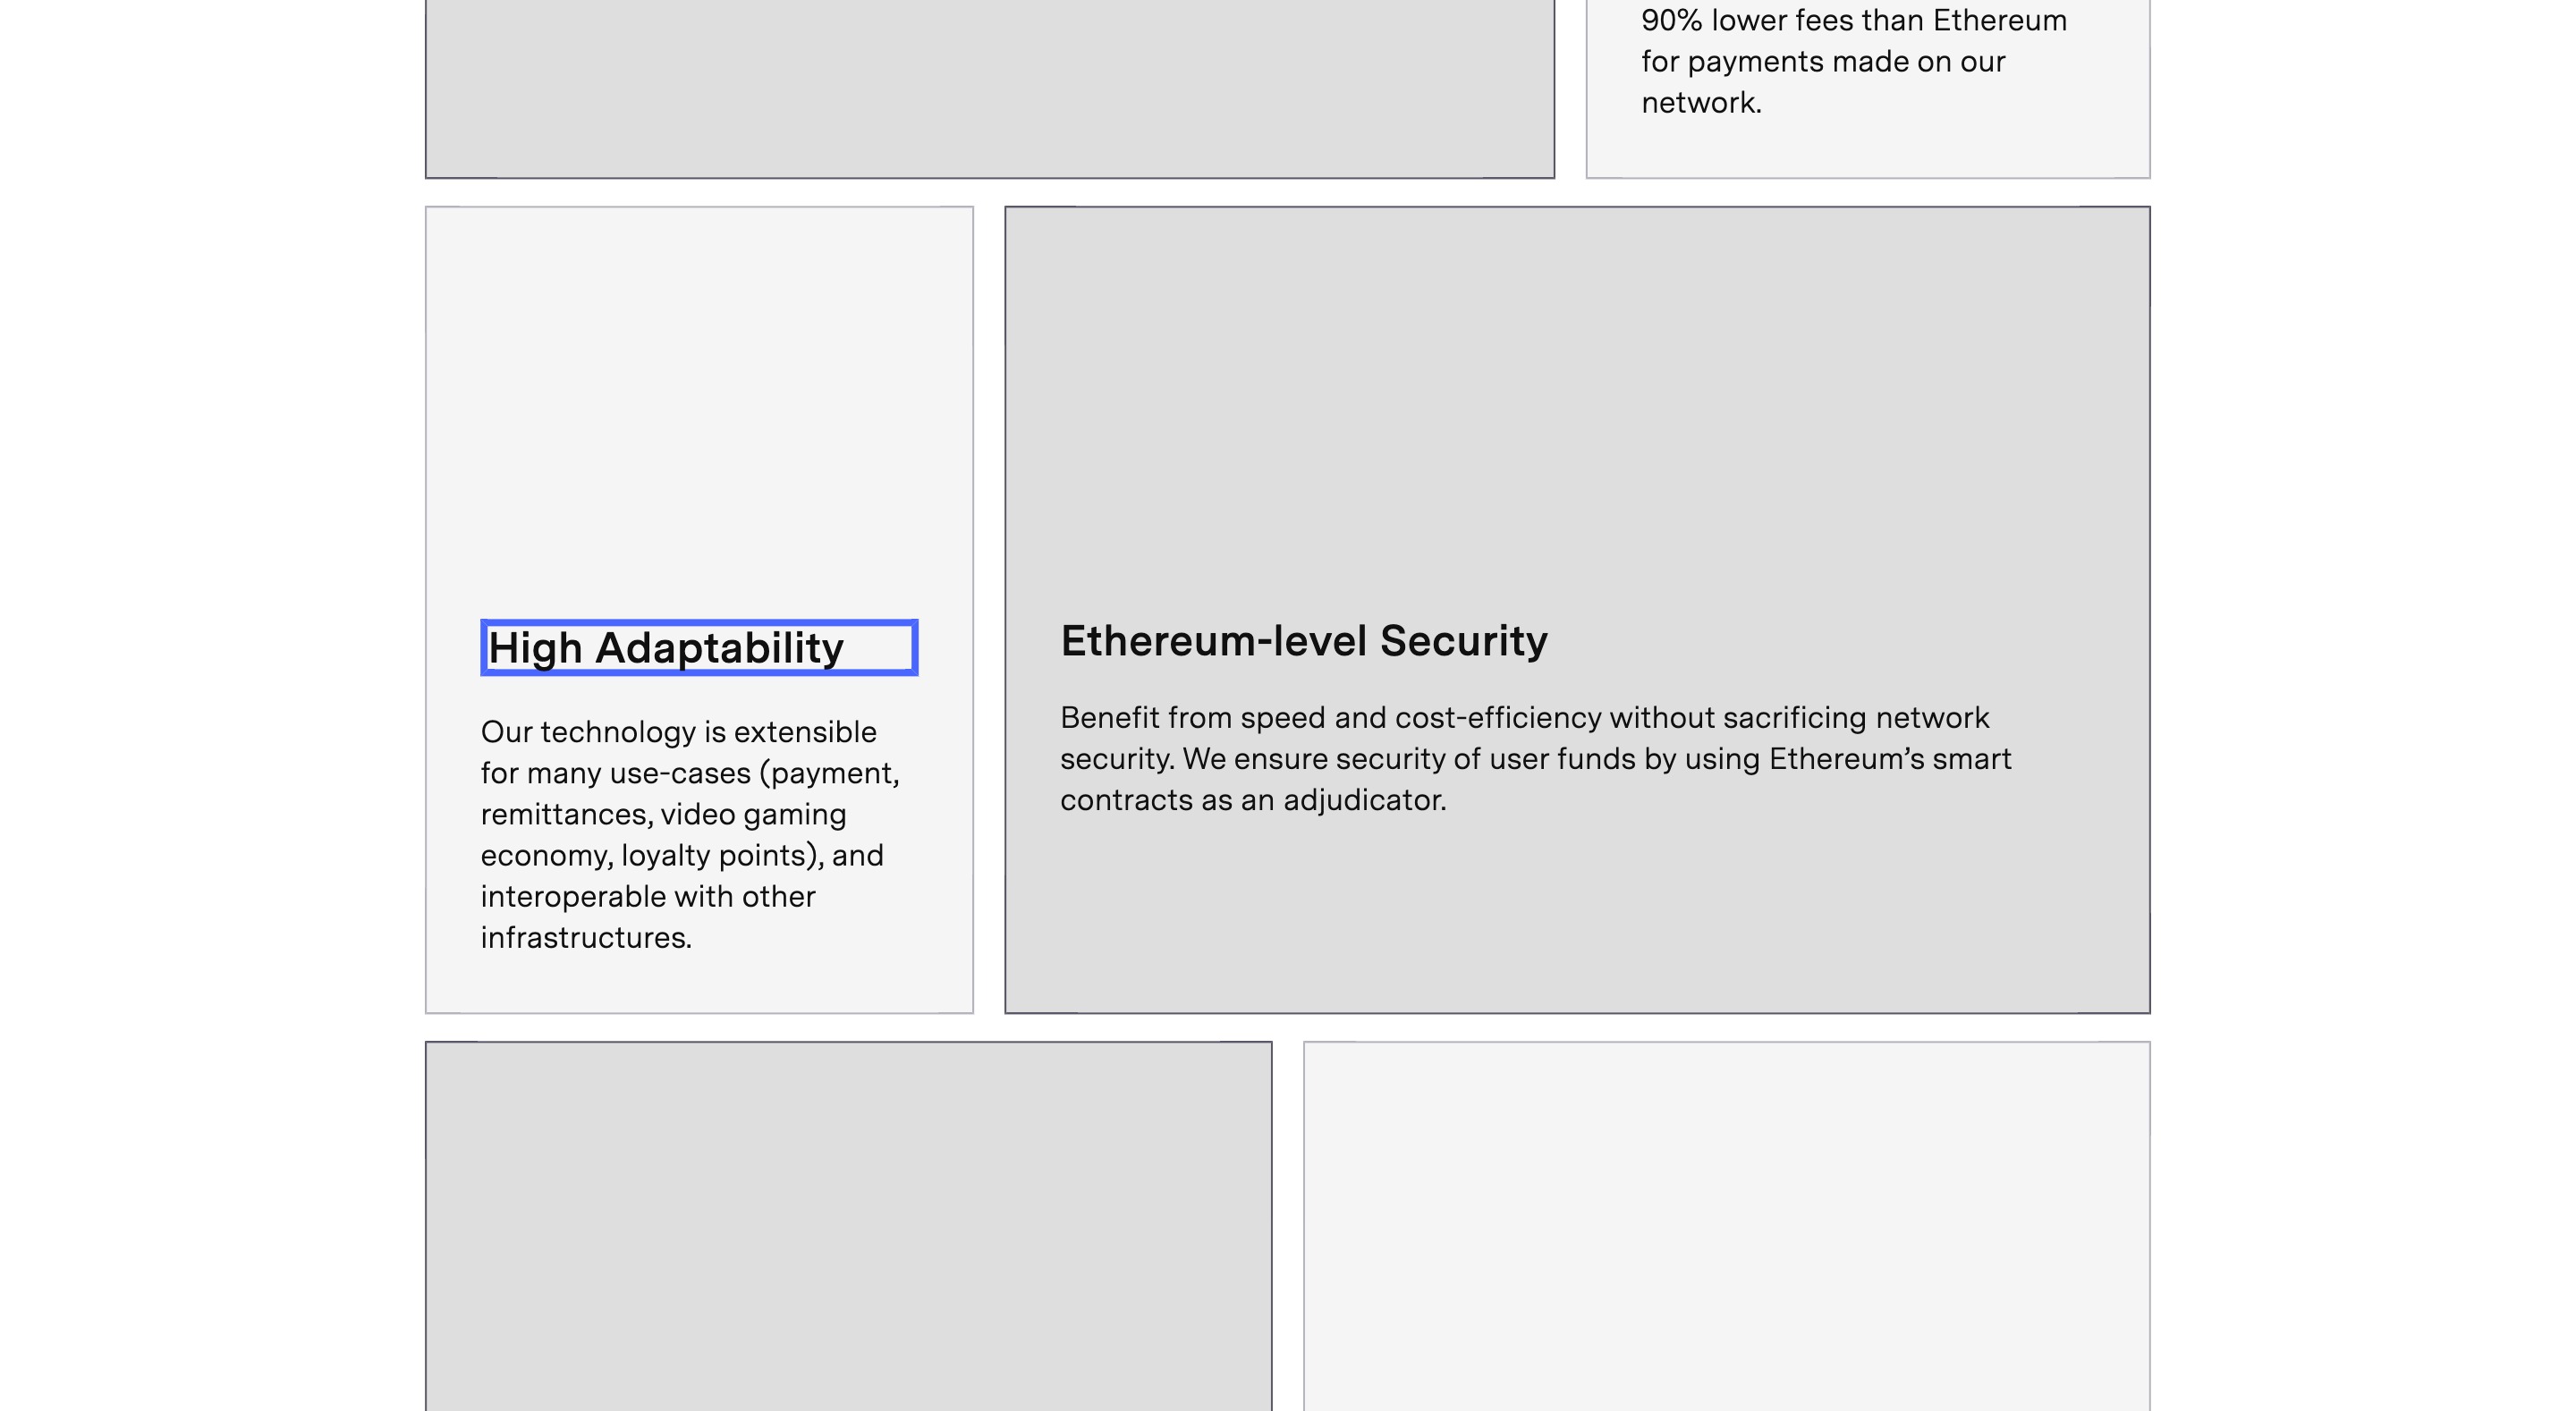 90% lower fees than Ethereum
for payments made on our
network.
High Adaptability
Our technology is extensible
for many use-cases (payment,
remittances, video gaming
economy, loyalty points), and
interoperable with other
infrastructures.
Ethereum-level Security
Benefit from speed and cost-efficiency without sacrificing network
security. We ensure security of user funds by using Ethereum’s smart
contracts as an adjudicator.